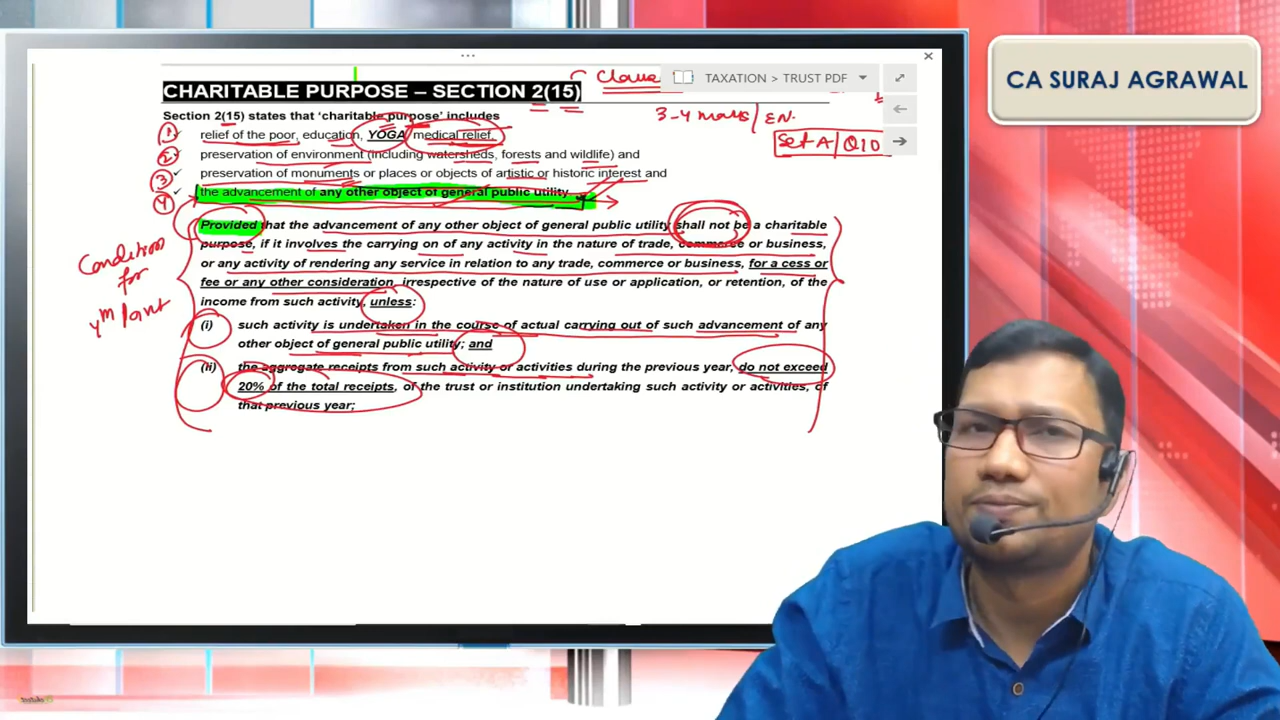 TAXATION > TRUST PDF
CA SURAJ AGRAWAL
CHARITABLE PURPOSE – SECTION 2(15)
Section 2(15) states that ‘charitable purpose’ includes
3-4 marks / EN.
Set A / Q10
1 ✓ relief of the poor, education, YOGA, medical relief,
2 ✓ preservation of environment (including watersheds, forests and wildlife) and
3 ✓ preservation of monuments or places or objects of artistic or historic interest and
4 ✓ the advancement of any other object of general public utility
Provided that the advancement of any other object of general public utility shall not be a charitable
purpose, if it involves the carrying on of any activity in the nature of trade, commerce or business,
or any activity of rendering any service in relation to any trade, commerce or business, for a cess or
fee or any other consideration, irrespective of the nature of use or application, or retention, of the
income from such activity, unless:
Condition
for
4th Point
(i) such activity is undertaken in the course of actual carrying out of such advancement of any
other object of general public utility; and
(ii) the aggregate receipts from such activity or activities during the previous year, do not exceed
20% of the total receipts, of the trust or institution undertaking such activity or activities, of
that previous year;